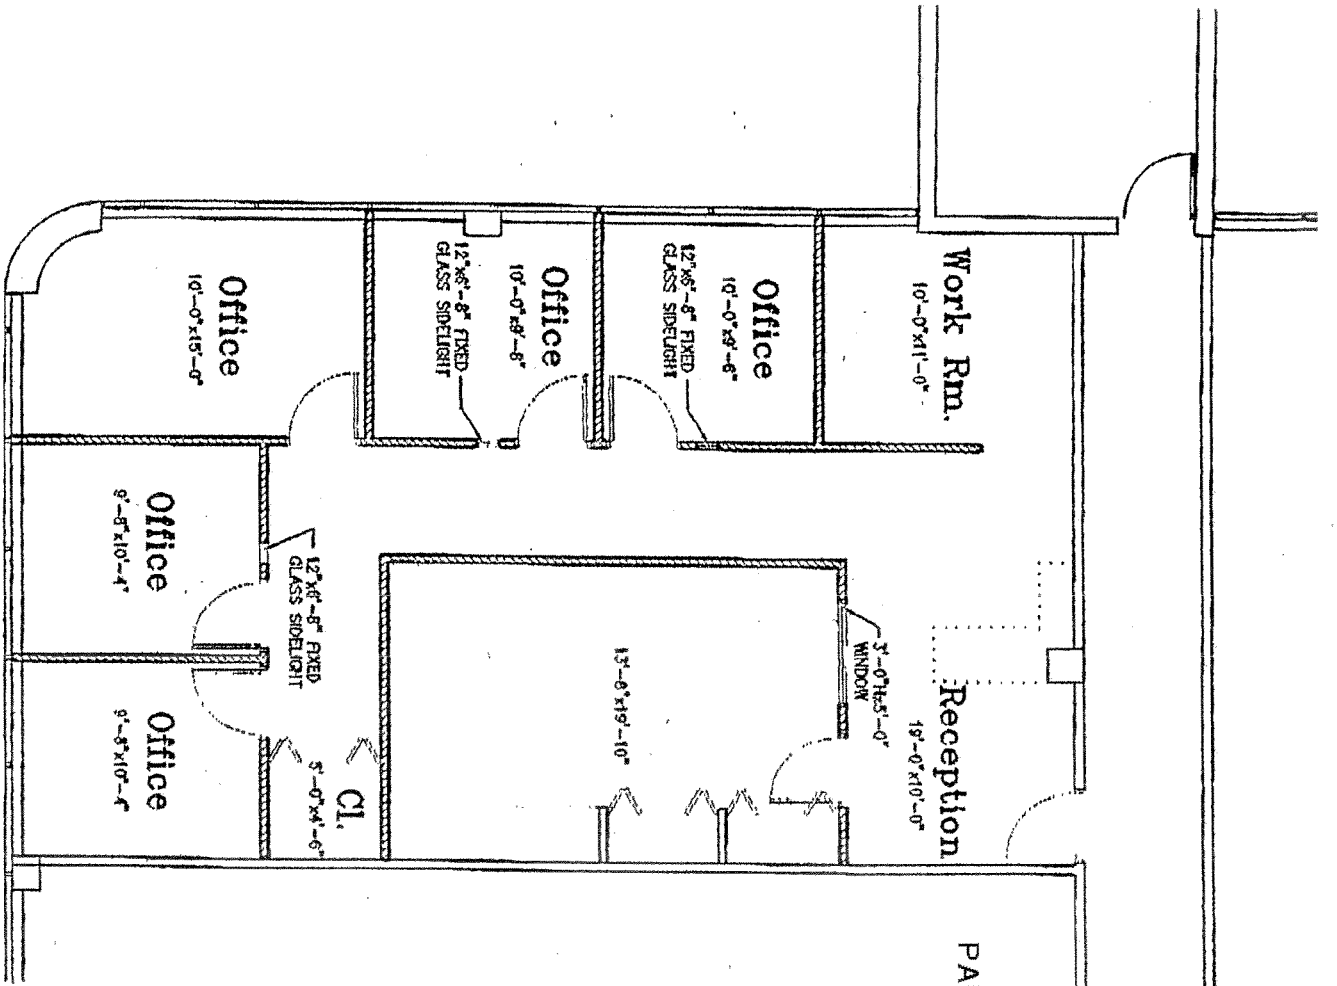 Work Rm.
10'-0"x11'-0"
Office
10'-0"x9'-6"
12"x6'-8" FIXED
GLASS SIDELIGHT
Office
10'-0"x9'-8"
12"x6'-8" FIXED
GLASS SIDELIGHT
Office
10'-0"x15'-0"
Office
9'-8"x10'-4"
12"x6'-8" FIXED
GLASS SIDELIGHT
Office
9'-8"x10'-4"
CL.
5'-0"x4'-6"
13'-6"x19'-10"
3'-0"Hx5'-0"
WINDOW
Reception
19'-0"x10'-0"
PA